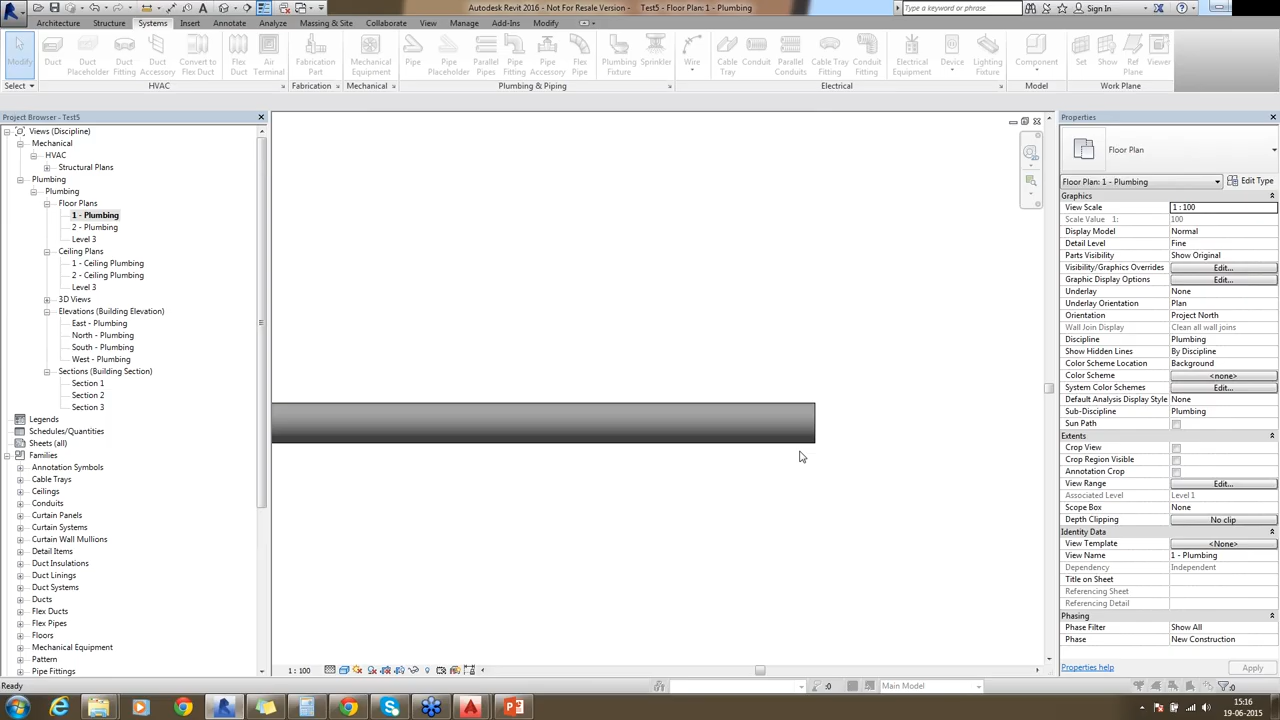 Autodesk Revit 2016 - Not For Resale Version - Test5 - Floor Plan: 1 - Plumbing
Type a keyword or phrase
Sign In
Architecture Structure Systems Insert Annotate Analyze Massing & Site Collaborate View Manage Add-Ins Modify
Modify
Duct
Duct Placeholder
Duct Fitting
Duct Accessory
Convert to Flex Duct
Flex Duct
Air Terminal
Fabrication Part
Mechanical Equipment
Pipe
Pipe Placeholder
Parallel Pipes
Pipe Fitting
Pipe Accessory
Flex Pipe
Plumbing Fixture
Sprinkler
Wire
Cable Tray
Conduit
Parallel Conduits
Cable Tray Fitting
Conduit Fitting
Electrical Equipment
Device
Lighting Fixture
Component
Set
Show
Ref Plane
Viewer
Select HVAC Fabrication Mechanical Plumbing & Piping Electrical Model Work Plane
Project Browser - Test5
Views (Discipline)
Mechanical
HVAC
Structural Plans
Plumbing
Plumbing
Floor Plans
1 - Plumbing
2 - Plumbing
Level 3
Ceiling Plans
1 - Ceiling Plumbing
2 - Ceiling Plumbing
Level 3
3D Views
Elevations (Building Elevation)
East - Plumbing
North - Plumbing
South - Plumbing
West - Plumbing
Sections (Building Section)
Section 1
Section 2
Section 3
Legends
Schedules/Quantities
Sheets (all)
Families
Annotation Symbols
Cable Trays
Ceilings
Conduits
Curtain Panels
Curtain Systems
Curtain Wall Mullions
Detail Items
Duct Insulations
Duct Linings
Duct Systems
Ducts
Flex Ducts
Flex Pipes
Floors
Mechanical Equipment
Pattern
Pipe Fittings
Properties
Floor Plan
Floor Plan: 1 - Plumbing Edit Type
Graphics
View Scale 1 : 100
Scale Value 1: 100
Display Model Normal
Detail Level Fine
Parts Visibility Show Original
Visibility/Graphics Overrides Edit...
Graphic Display Options Edit...
Underlay None
Underlay Orientation Plan
Orientation Project North
Wall Join Display Clean all wall joins
Discipline Plumbing
Show Hidden Lines By Discipline
Color Scheme Location Background
Color Scheme <none>
System Color Schemes Edit...
Default Analysis Display Style None
Sub-Discipline Plumbing
Sun Path
Extents
Crop View
Crop Region Visible
Annotation Crop
View Range Edit...
Associated Level Level 1
Scope Box None
Depth Clipping No clip
Identity Data
View Template <None>
View Name 1 - Plumbing
Dependency Independent
Title on Sheet
Referencing Sheet
Referencing Detail
Phasing
Phase Filter Show All
Phase New Construction
Properties help Apply
1 : 100
Ready :0 Main Model :0
15:16
19-06-2015